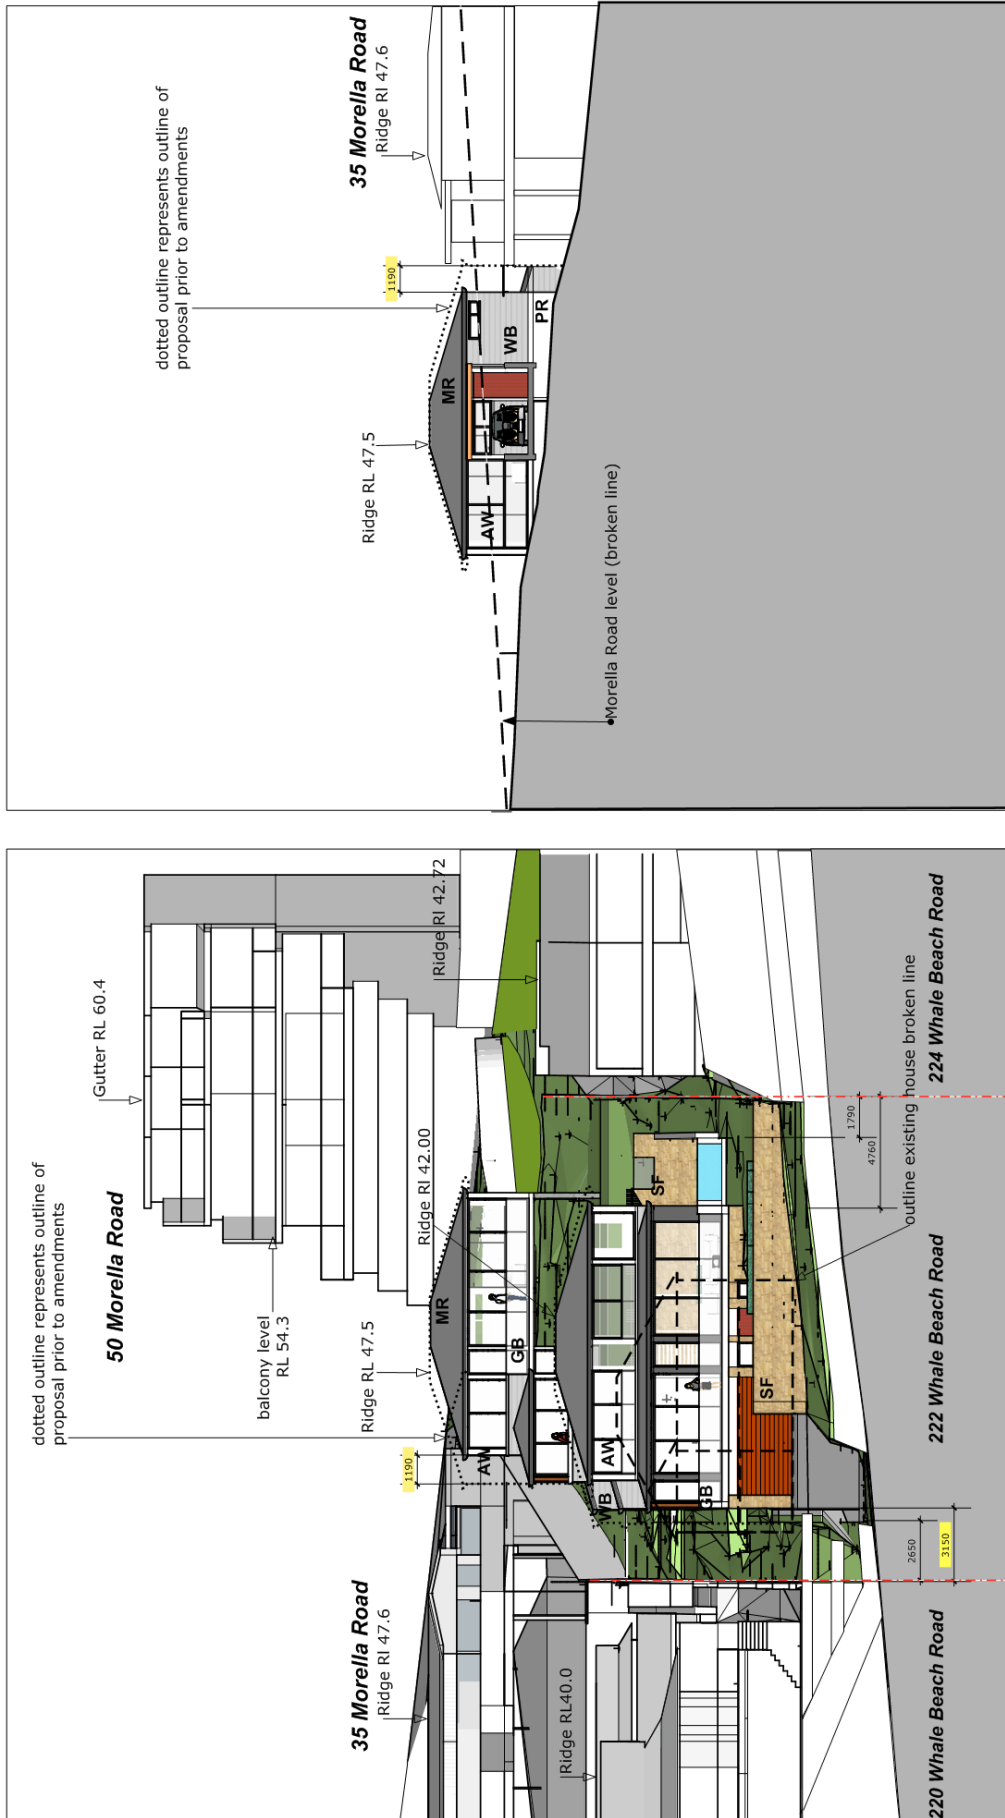 dotted outline represents outline of
proposal prior to amendments
35 Morella Road
Ridge Rl 47.6
1190
Ridge RL 47.5
MR
WB
PR
AW
Morella Road level (broken line)
dotted outline represents outline of
proposal prior to amendments
50 Morella Road
Gutter RL 60.4
balcony level
RL 54.3
Ridge RL 47.5
Ridge Rl 42.00
Ridge Rl 42.72
35 Morella Road
Ridge Rl 47.6
1190
MR
AW
GB
AW
WB
GB
SF
SF
Ridge RL40.0
1790
4760
2650
3150
outline existing house broken line
220 Whale Beach Road
222 Whale Beach Road
224 Whale Beach Road